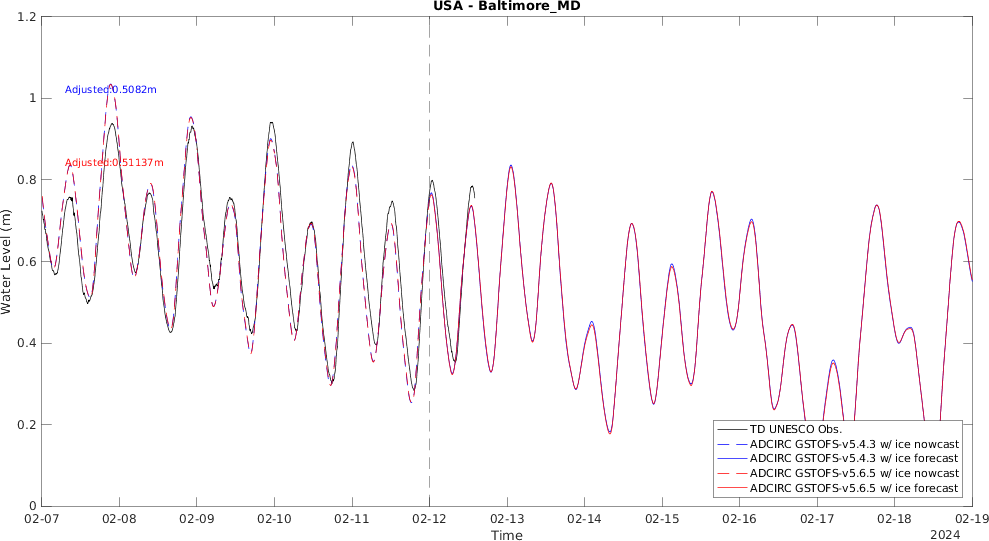 USA - Baltimore_MD
1.2
1
0.8
0.6
0.4
0.2
0
Water Level (m)
Adjusted:0.5082m
Adjusted:0.51137m
TD UNESCO Obs.
ADCIRC GSTOFS-v5.4.3 w/ ice nowcast
ADCIRC GSTOFS-v5.4.3 w/ ice forecast
ADCIRC GSTOFS-v5.6.5 w/ ice nowcast
ADCIRC GSTOFS-v5.6.5 w/ ice forecast
02-07 02-08 02-09 02-10 02-11 02-12 02-13 02-14 02-15 02-16 02-17 02-18 02-19
Time
2024